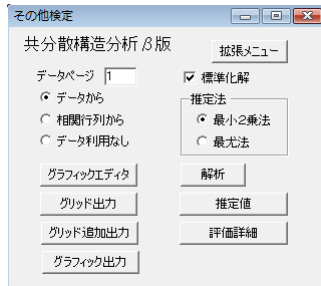 その他検定
共分散構造分析β版
拡張メニュー
データページ 1
標準化解
データから
相関行列から
データ利用なし
推定法
最小2乗法
最尤法
グラフィックエディタ
解析
グリッド出力
推定値
グリッド追加出力
評価詳細
グラフィック出力